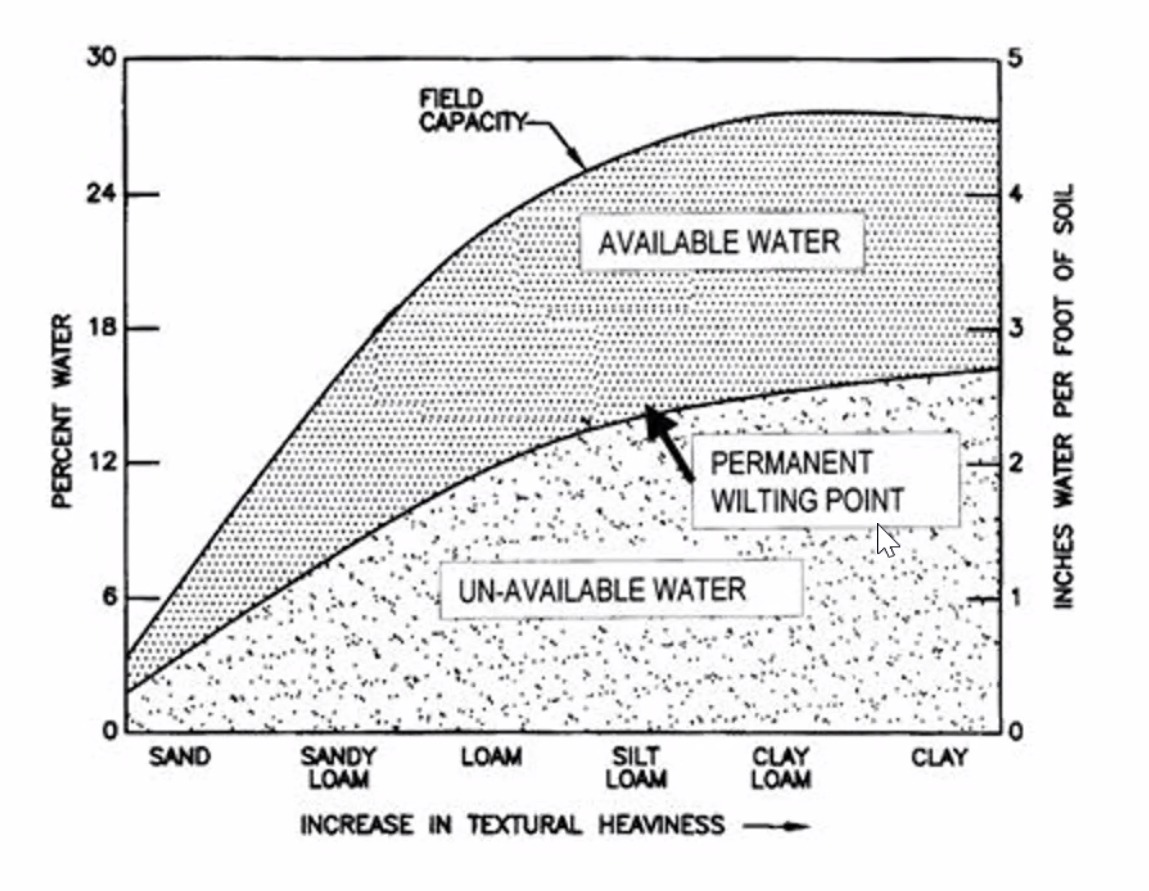 30
24
18
12
6
0
PERCENT WATER
FIELD
CAPACITY
AVAILABLE WATER
PERMANENT
WILTING POINT
UN-AVAILABLE WATER
5
4
3
2
1
0
INCHES WATER PER FOOT OF SOIL
SAND
SANDY
LOAM
LOAM
SILT
LOAM
CLAY
LOAM
CLAY
INCREASE IN TEXTURAL HEAVINESS